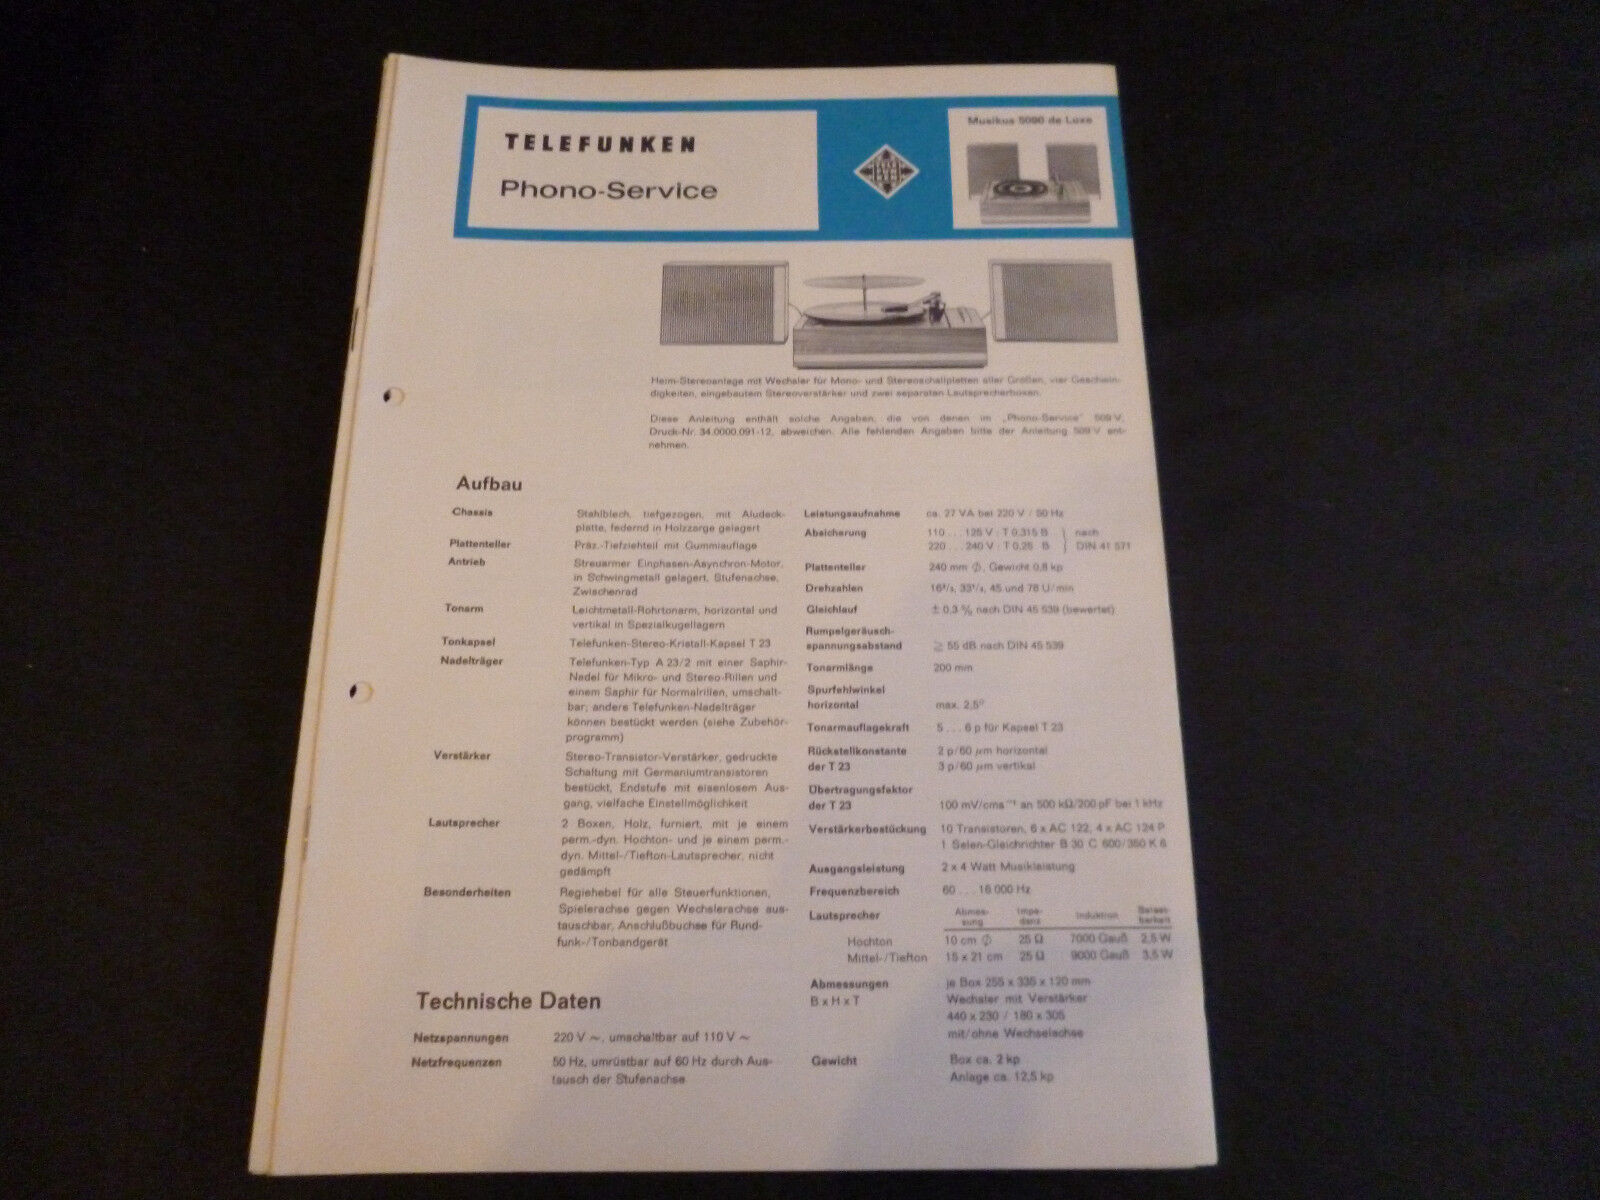 TELEFUNKEN
Phono-Service
TELE
FUNKEN
Musikus 5090 de Luxe
Heim-Stereoanlage mit Wechsler für Mono- und Stereoschallplatten aller Größen, vier Geschwin-
digkeiten, eingebautem Stereoverstärker und zwei separaten Lautsprecherboxen.
Diese Anleitung enthält solche Angaben, die von denen im „Phono-Service" 509 V,
Druck-Nr. 34.0000.091-12, abweichen. Alle fehlenden Angaben bitte der Anleitung 509 V ent-
nehmen.
Aufbau
Chassis Stahlblech, tiefgezogen, mit Aludeck-
platte, federnd in Holzzarge gelagert
Plattenteller Präz.-Tiefziehteil mit Gummiauflage
Antrieb Streuarmer Einphasen-Asynchron-Motor,
in Schwingmetall gelagert, Stufenachse,
Zwischenrad
Tonarm Leichtmetall-Rohrtonarm, horizontal und
vertikal in Spezialkugellagern
Tonkapsel Telefunken-Stereo-Kristall-Kapsel T 23
Nadelträger Telefunken-Typ A 23/2 mit einer Saphir-
Nadel für Mikro- und Stereo-Rillen und
einem Saphir für Normalrillen, umschalt-
bar; andere Telefunken-Nadelträger
können bestückt werden (siehe Zubehör-
programm)
Verstärker Stereo-Transistor-Verstärker, gedruckte
Schaltung mit Germaniumtransistoren
bestückt, Endstufe mit eisenlosem Aus-
gang, vielfache Einstellmöglichkeit
Lautsprecher 2 Boxen, Holz, furniert, mit je einem
perm.-dyn. Hochton- und je einem perm.-
dyn. Mittel-/Tiefton-Lautsprecher, nicht
gedämpft
Besonderheiten Regiehebel für alle Steuerfunktionen,
Spielerachse gegen Wechslerachse aus-
tauschbar, Anschlußbuchse für Rund-
funk-/Tonbandgerät
Technische Daten
Netzspannungen 220 V ~, umschaltbar auf 110 V ~
Netzfrequenzen 50 Hz, umrüstbar auf 60 Hz durch Aus-
tausch der Stufenachse
Leistungsaufnahme ca. 27 VA bei 220 V / 50 Hz
Absicherung 110 ... 125 V : T 0,315 B } nach
220 ... 240 V : T 0,25 B } DIN 41 571
Plattenteller 240 mm ∅, Gewicht 0,8 kp
Drehzahlen 16²/₃, 33¹/₃, 45 und 78 U/min
Gleichlauf ± 0,3 % nach DIN 45 539 (bewertet)
Rumpelgeräusch-
spannungsabstand ≧ 55 dB nach DIN 45 539
Tonarmlänge 200 mm
Spurfehlwinkel
horizontal max. 2,5°
Tonarmauflagekraft 5 ... 6 p für Kapsel T 23
Rückstellkonstante 2 p/60 µm horizontal
der T 23 3 p/60 µm vertikal
Übertragungsfaktor
der T 23 100 mV/cms⁻¹ an 500 kΩ/200 pF bei 1 kHz
Verstärkerbestückung 10 Transistoren, 6 x AC 122, 4 x AC 124 P
1 Selen-Gleichrichter B 30 C 600/350 K 6
Ausgangsleistung 2 x 4 Watt Musikleistung
Frequenzbereich 60 ... 16 000 Hz
Lautsprecher Abmes-sung Impe-danz Induktion Belast-barkeit
Hochton 10 cm ∅ 25 Ω 7000 Gauß 2,5 W
Mittel-/Tiefton 15 x 21 cm 25 Ω 9000 Gauß 3,5 W
Abmessungen je Box 255 x 335 x 120 mm
B x H x T Wechsler mit Verstärker
440 x 230 / 180 x 305
mit/ohne Wechselachse
Gewicht Box ca. 2 kp
Anlage ca. 12,5 kp